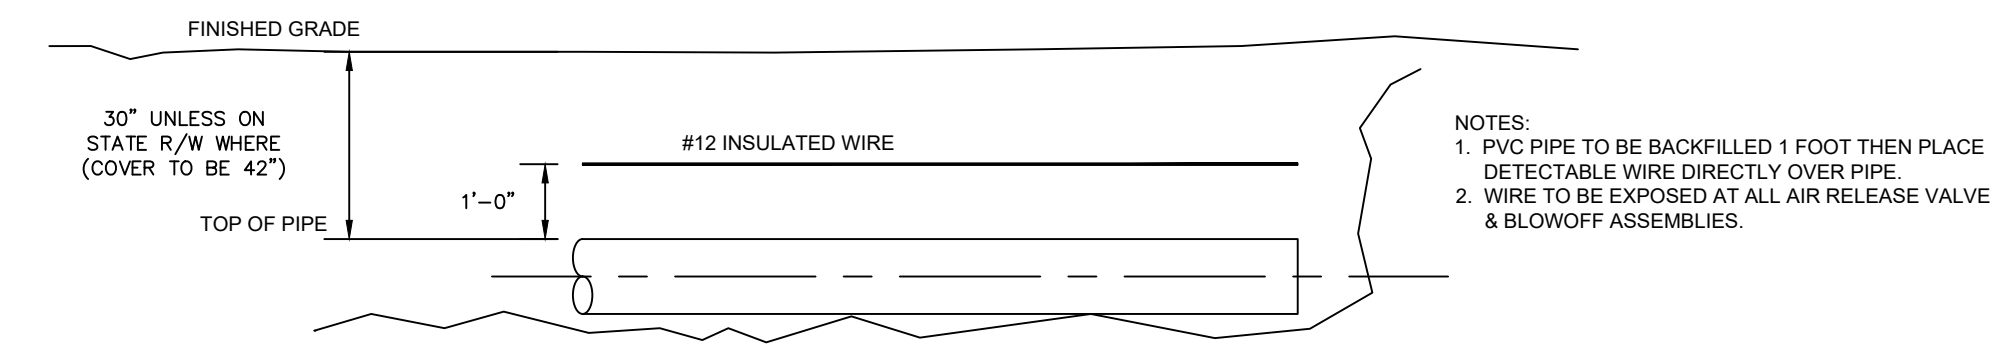 FINISHED GRADE
30" UNLESS ON
STATE R/W WHERE
(COVER TO BE 42")
#12 INSULATED WIRE
1'-0"
TOP OF PIPE
NOTES:
1. PVC PIPE TO BE BACKFILLED 1 FOOT THEN PLACE
DETECTABLE WIRE DIRECTLY OVER PIPE.
2. WIRE TO BE EXPOSED AT ALL AIR RELEASE VALVE
& BLOWOFF ASSEMBLIES.